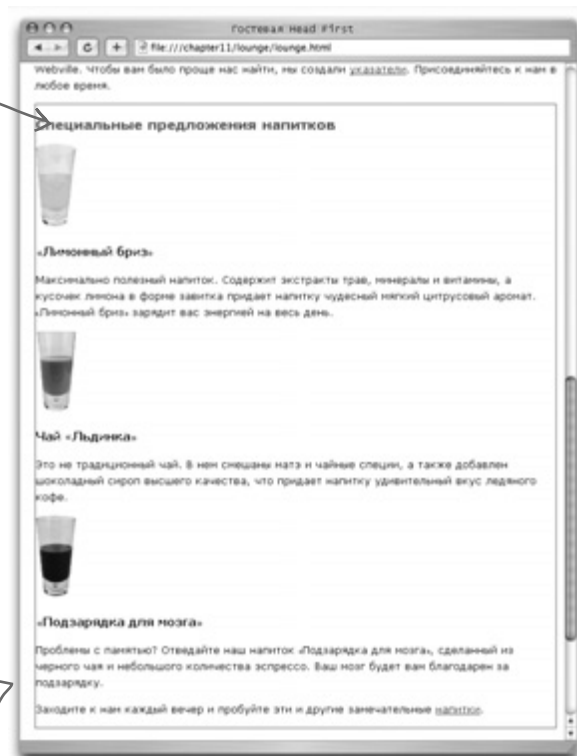 Гостевая Head First
file:///chapter11/lounge/lounge.html
Webville. Чтобы вам было проще нас найти, мы создали указатели. Присоединяйтесь к нам в
любое время.
Специальные предложения напитков
«Лимонный бриз»
Максимально полезный напиток. Содержит экстракты трав, минералы и витамины, а
кусочек лимона в форме завитка придает напитку чудесный мягкий цитрусовый аромат.
«Лимонный бриз» зарядит вас энергией на весь день.
Чай «Льдинка»
Это не традиционный чай. В нем смешаны матэ и чайные специи, а также добавлен
шоколадный сироп высшего качества, что придает напитку удивительный вкус ледяного
кофе.
«Подзарядка для мозга»
Проблемы с памятью? Отведайте наш напиток «Подзарядка для мозга», сделанный из
черного чая и небольшого количества эспрессо. Ваш мозг будет вам благодарен за
подзарядку.
Заходите к нам каждый вечер и пробуйте эти и другие замечательные напитки.